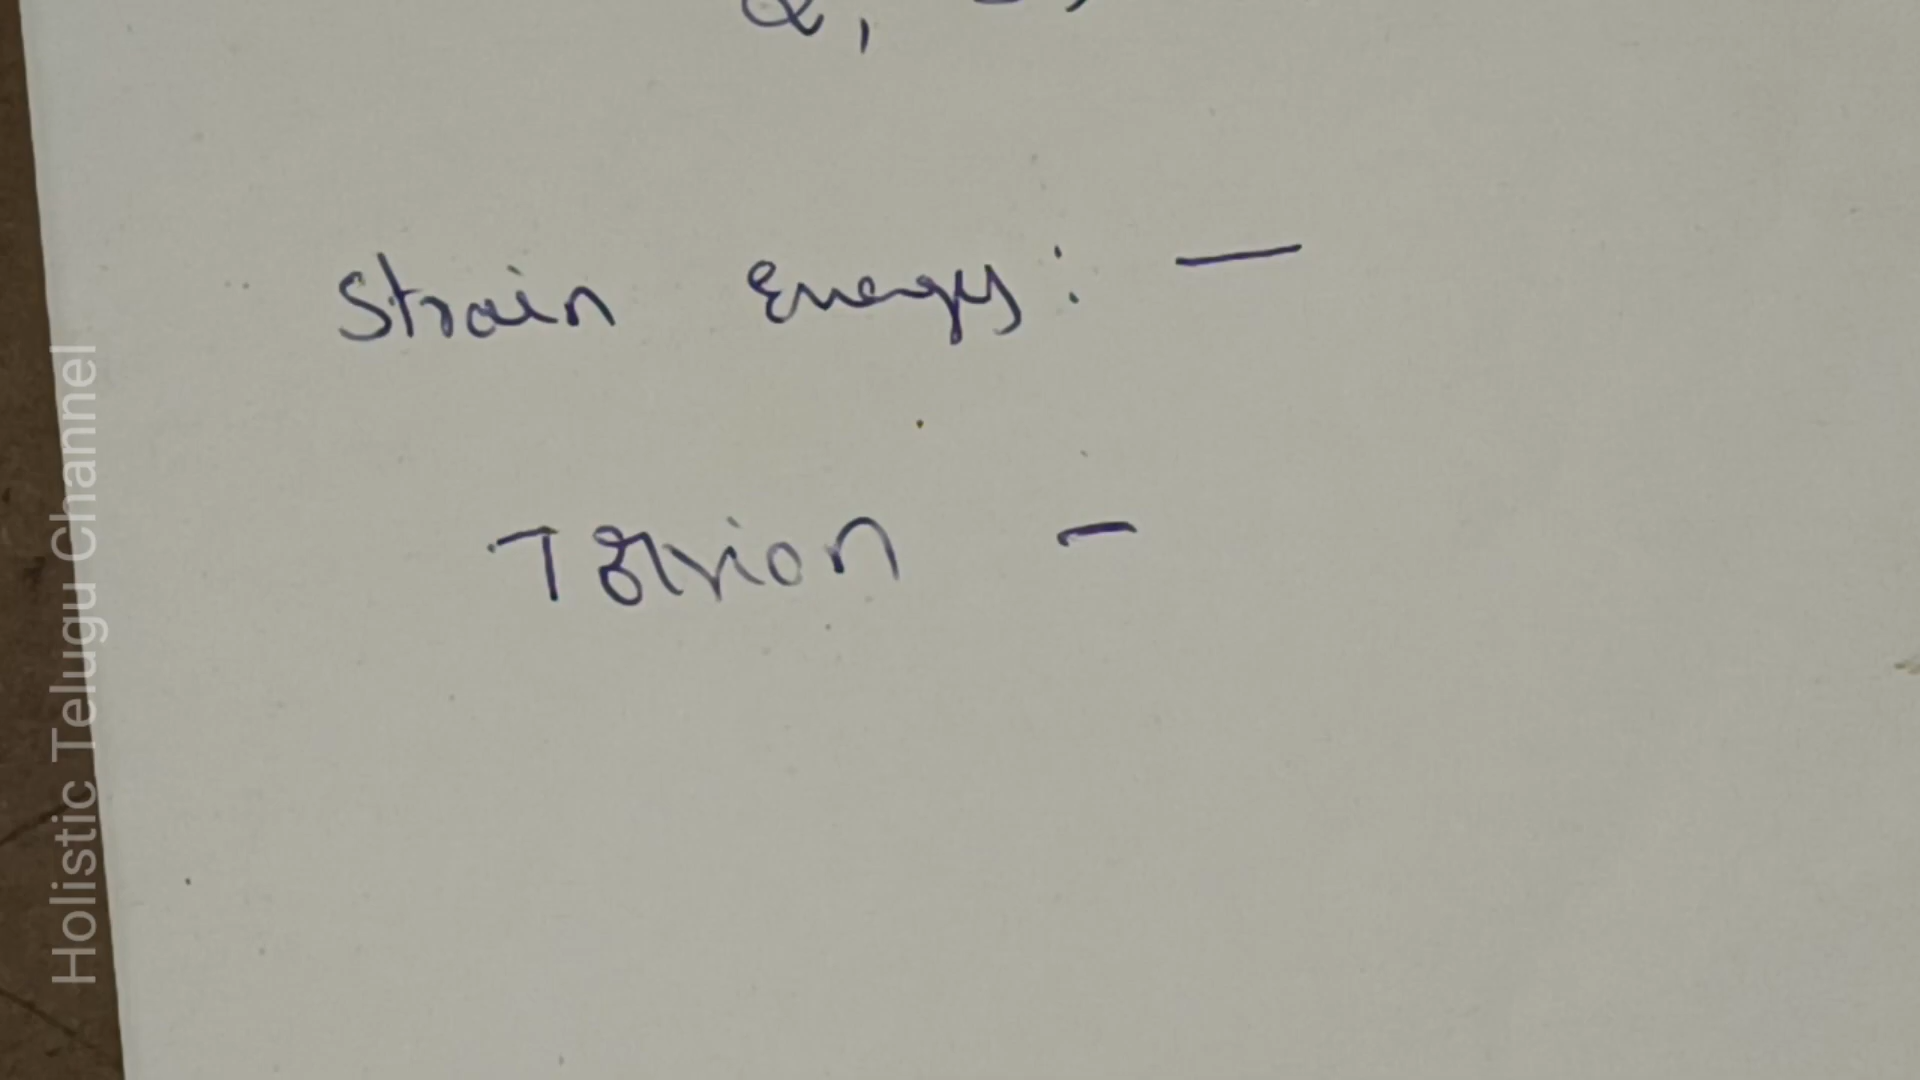 Strain Energy : —
Torsion -
Holistic Telugu Channel